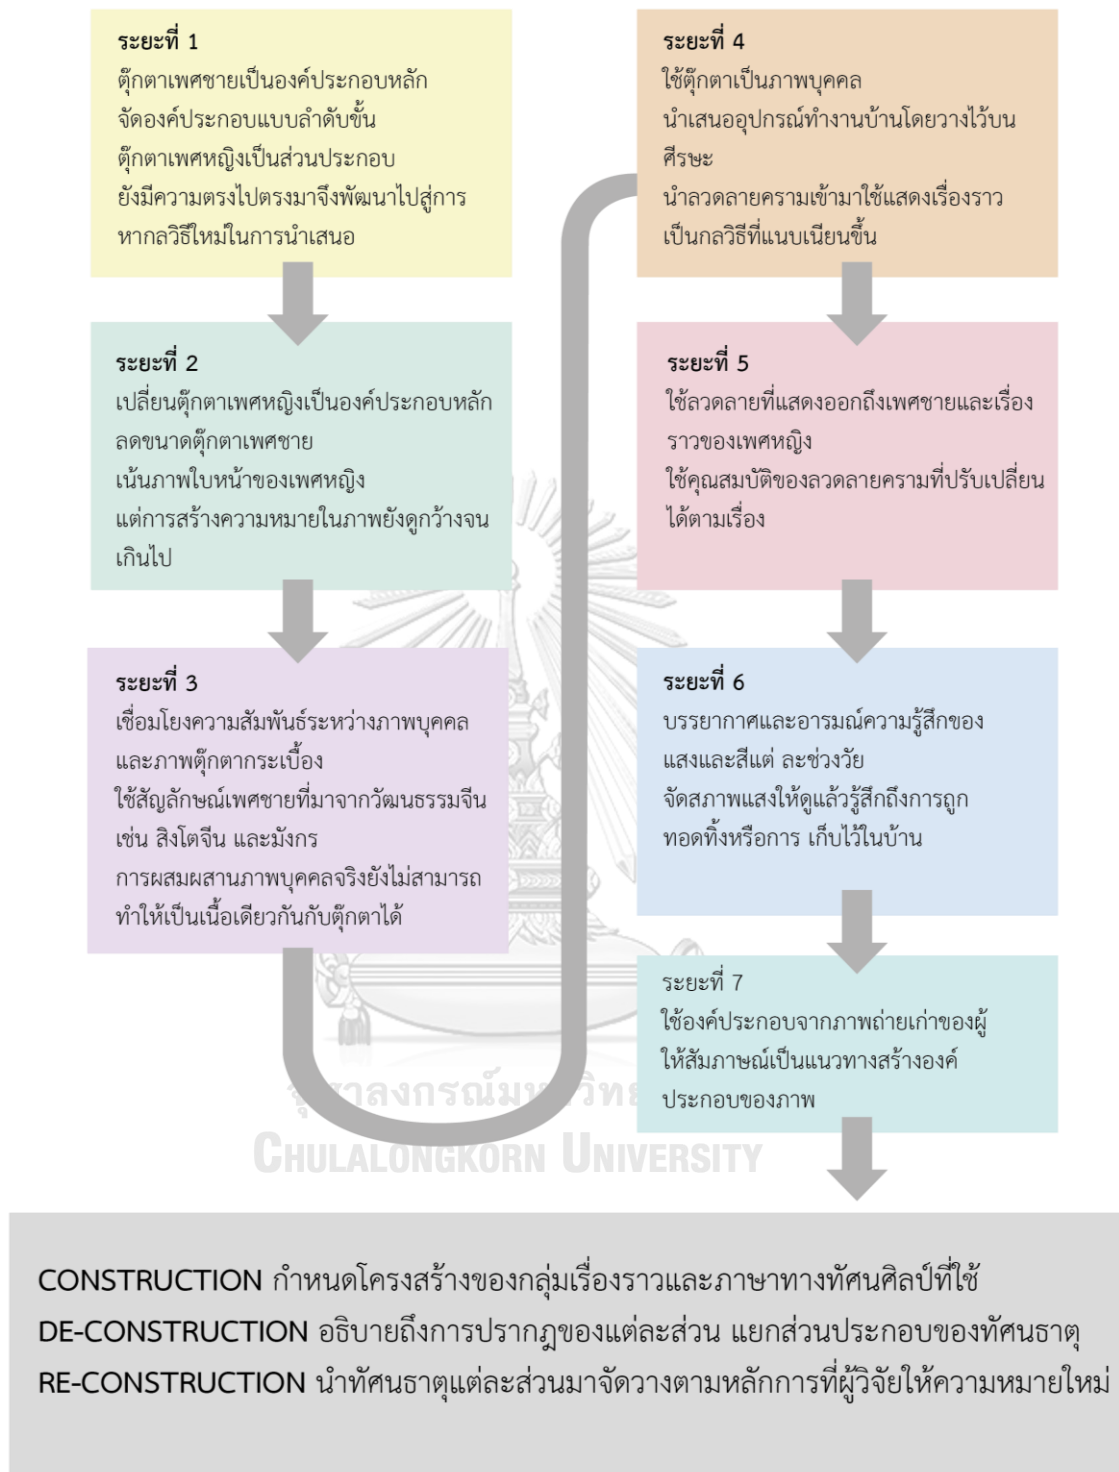 ระยะที่ 1
ตุ๊กตาเพศชายเป็นองค์ประกอบหลัก
จัดองค์ประกอบแบบลำดับขั้น
ตุ๊กตาเพศหญิงเป็นส่วนประกอบ
ยังมีความตรงไปตรงมาจึงพัฒนาไปสู่การ
หากลวิธีใหม่ในการนำเสนอ
ระยะที่ 2
เปลี่ยนตุ๊กตาเพศหญิงเป็นองค์ประกอบหลัก
ลดขนาดตุ๊กตาเพศชาย
เน้นภาพใบหน้าของเพศหญิง
แต่การสร้างความหมายในภาพยังดูกว้างจน
เกินไป
ระยะที่ 3
เชื่อมโยงความสัมพันธ์ระหว่างภาพบุคคล
และภาพตุ๊กตากระเบื้อง
ใช้สัญลักษณ์เพศชายที่มาจากวัฒนธรรมจีน
เช่น สิงโตจีน และมังกร
การผสมผสานภาพบุคคลจริงยังไม่สามารถ
ทำให้เป็นเนื้อเดียวกันกับตุ๊กตาได้
ระยะที่ 4
ใช้ตุ๊กตาเป็นภาพบุคคล
นำเสนออุปกรณ์ทำงานบ้านโดยวางไว้บน
ศีรษะ
นำลวดลายครามเข้ามาใช้แสดงเรื่องราว
เป็นกลวิธีที่แนบเนียนขึ้น
ระยะที่ 5
ใช้ลวดลายที่แสดงออกถึงเพศชายและเรื่อง
ราวของเพศหญิง
ใช้คุณสมบัติของลวดลายครามที่ปรับเปลี่ยน
ได้ตามเรื่อง
ระยะที่ 6
บรรยากาศและอารมณ์ความรู้สึกของ
แสงและสีแต่ ละช่วงวัย
จัดสภาพแสงให้ดูแล้วรู้สึกถึงการถูก
ทอดทิ้งหรือการ เก็บไว้ในบ้าน
ระยะที่ 7
ใช้องค์ประกอบจากภาพถ่ายเก่าของผู้
ให้สัมภาษณ์เป็นแนวทางสร้างองค์
ประกอบของภาพ
CHULALONGKORN UNIVERSITY
CONSTRUCTION กำหนดโครงสร้างของกลุ่มเรื่องราวและภาษาทางทัศนศิลป์ที่ใช้
DE-CONSTRUCTION อธิบายถึงการปรากฏของแต่ละส่วน แยกส่วนประกอบของทัศนธาตุ
RE-CONSTRUCTION นำทัศนธาตุแต่ละส่วนมาจัดวางตามหลักการที่ผู้วิจัยให้ความหมายใหม่